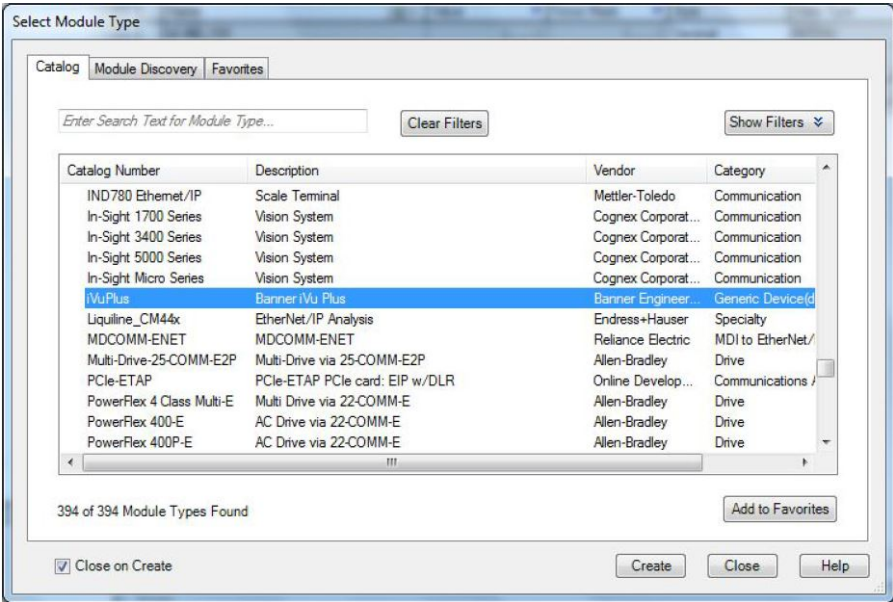 Select Module Type
Catalog Module Discovery Favorites
Enter Search Text for Module Type... Clear Filters Show Filters
Catalog Number Description Vendor Category
IND780 Ethernet/IP Scale Terminal Mettler-Toledo Communication
In-Sight 1700 Series Vision System Cognex Corporat... Communication
In-Sight 3400 Series Vision System Cognex Corporat... Communication
In-Sight 5000 Series Vision System Cognex Corporat... Communication
In-Sight Micro Series Vision System Cognex Corporat... Communication
iVuPlus Banner iVu Plus Banner Engineer... Generic Device(d
Liquiline_CM44x EtherNet/IP Analysis Endress+Hauser Specialty
MDCOMM-ENET MDCOMM-ENET Reliance Electric MDI to EtherNet/
Multi-Drive-25-COMM-E2P Multi-Drive via 25-COMM-E2P Allen-Bradley Drive
PCIe-ETAP PCIe-ETAP PCIe card: EIP w/DLR Online Develop... Communications
PowerFlex 4 Class Multi-E Multi Drive via 22-COMM-E Allen-Bradley Drive
PowerFlex 400-E AC Drive via 22-COMM-E Allen-Bradley Drive
PowerFlex 400P-E AC Drive via 22-COMM-E Allen-Bradley Drive
394 of 394 Module Types Found Add to Favorites
Close on Create Create Close Help